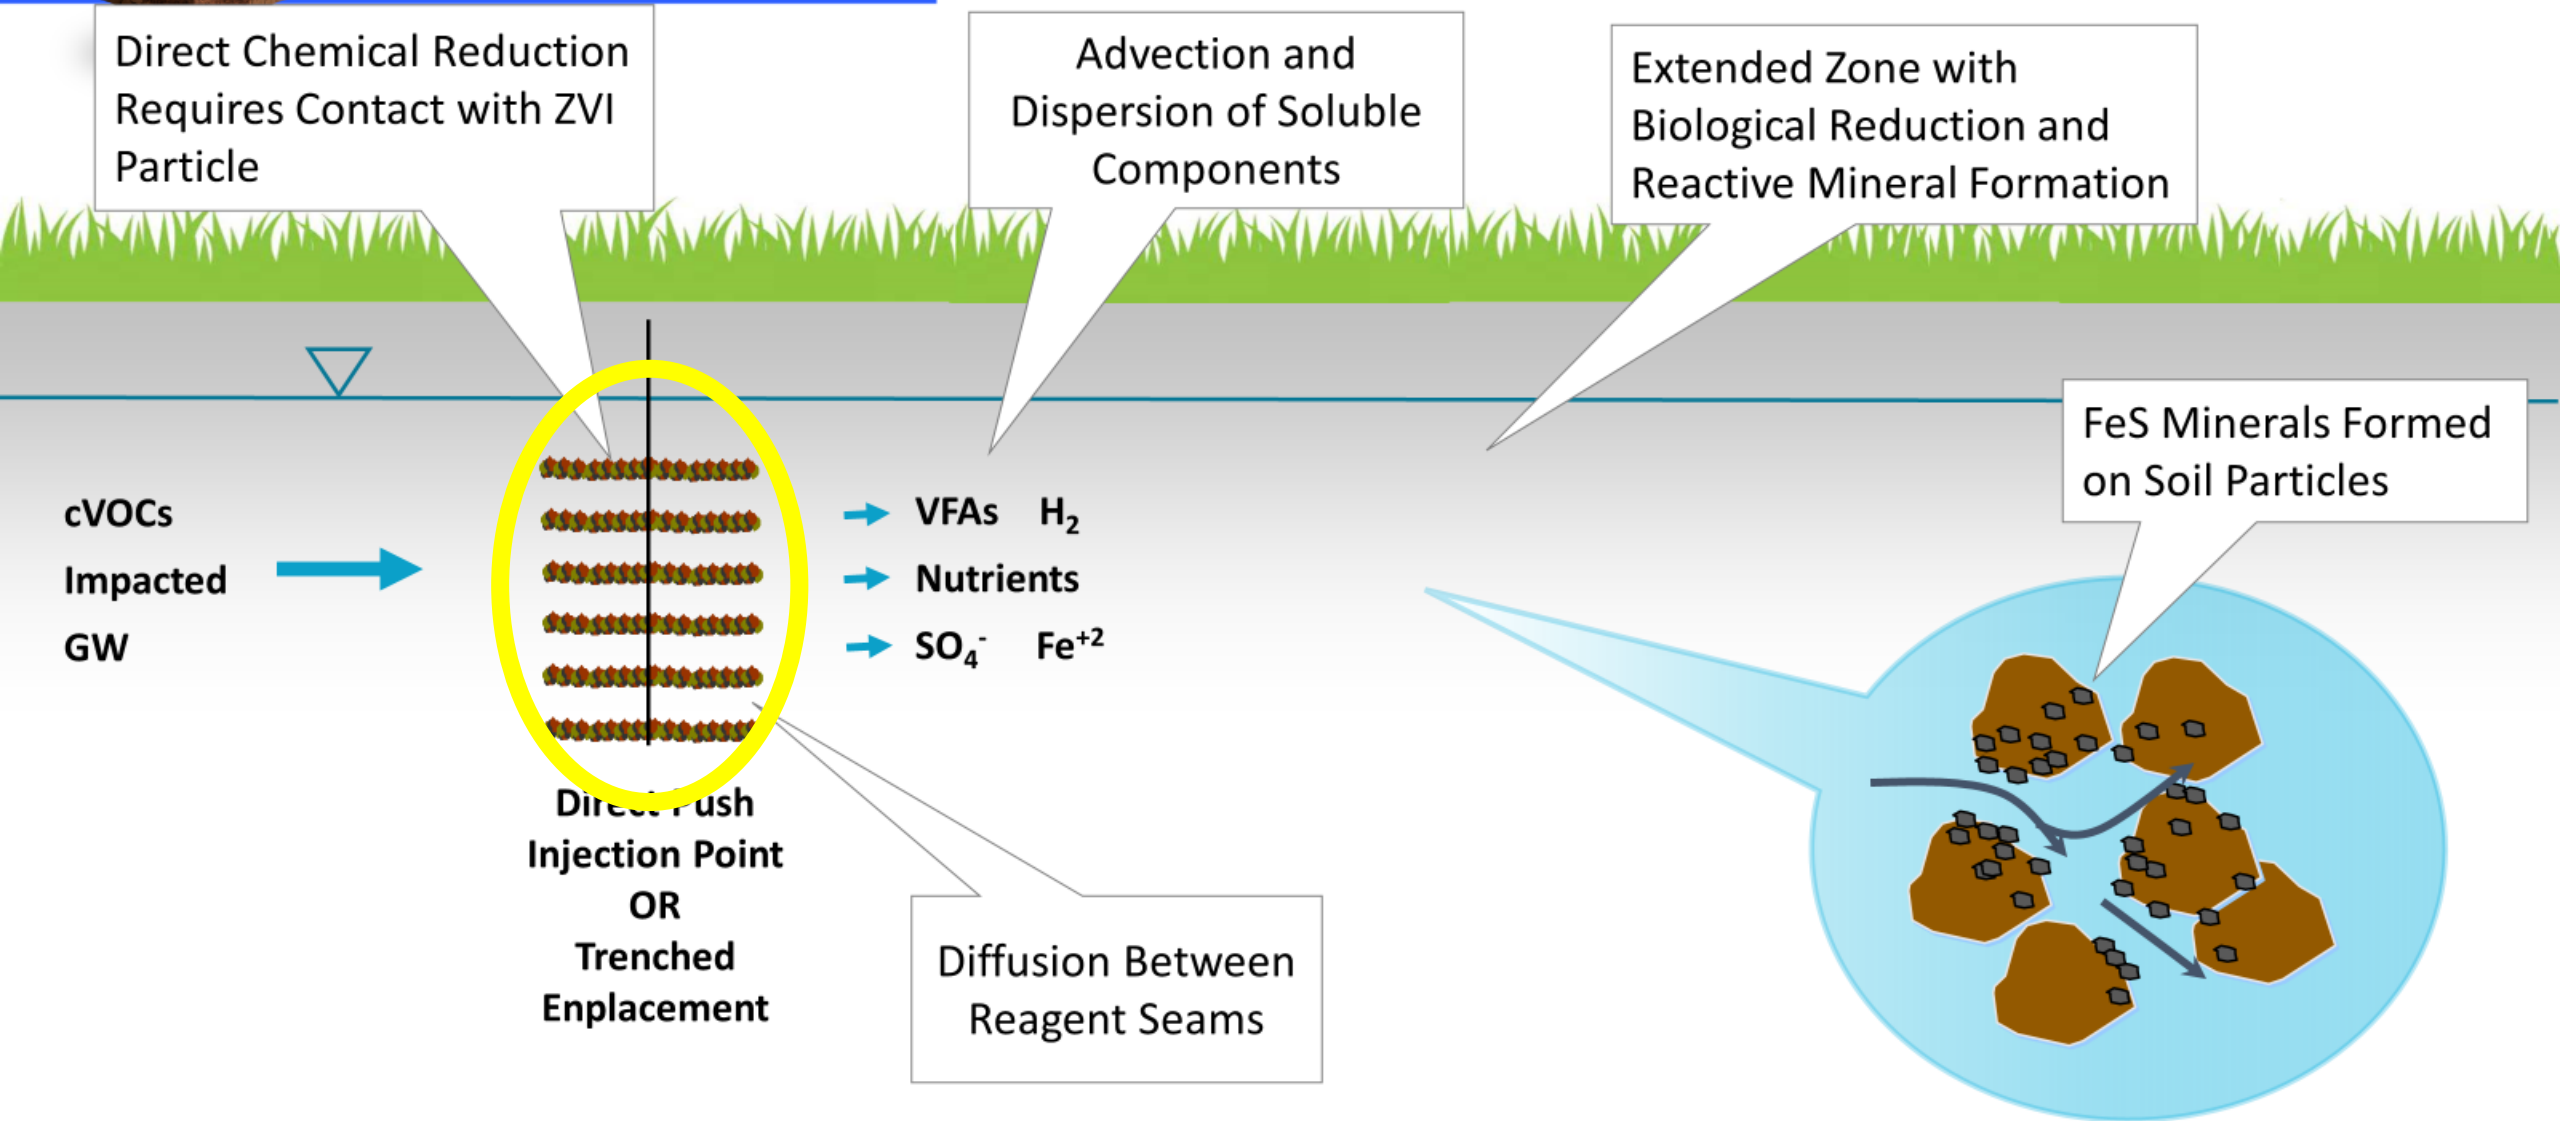 Direct Chemical Reduction
Requires Contact with ZVI
Particle
Advection and
Dispersion of Soluble
Components
Extended Zone with
Biological Reduction and
Reactive Mineral Formation
FeS Minerals Formed
on Soil Particles
cVOCs
Impacted
GW
VFAs H₂
Nutrients
SO₄⁻ Fe⁺²
Direct Push
Injection Point
OR
Trenched
Enplacement
Diffusion Between
Reagent Seams